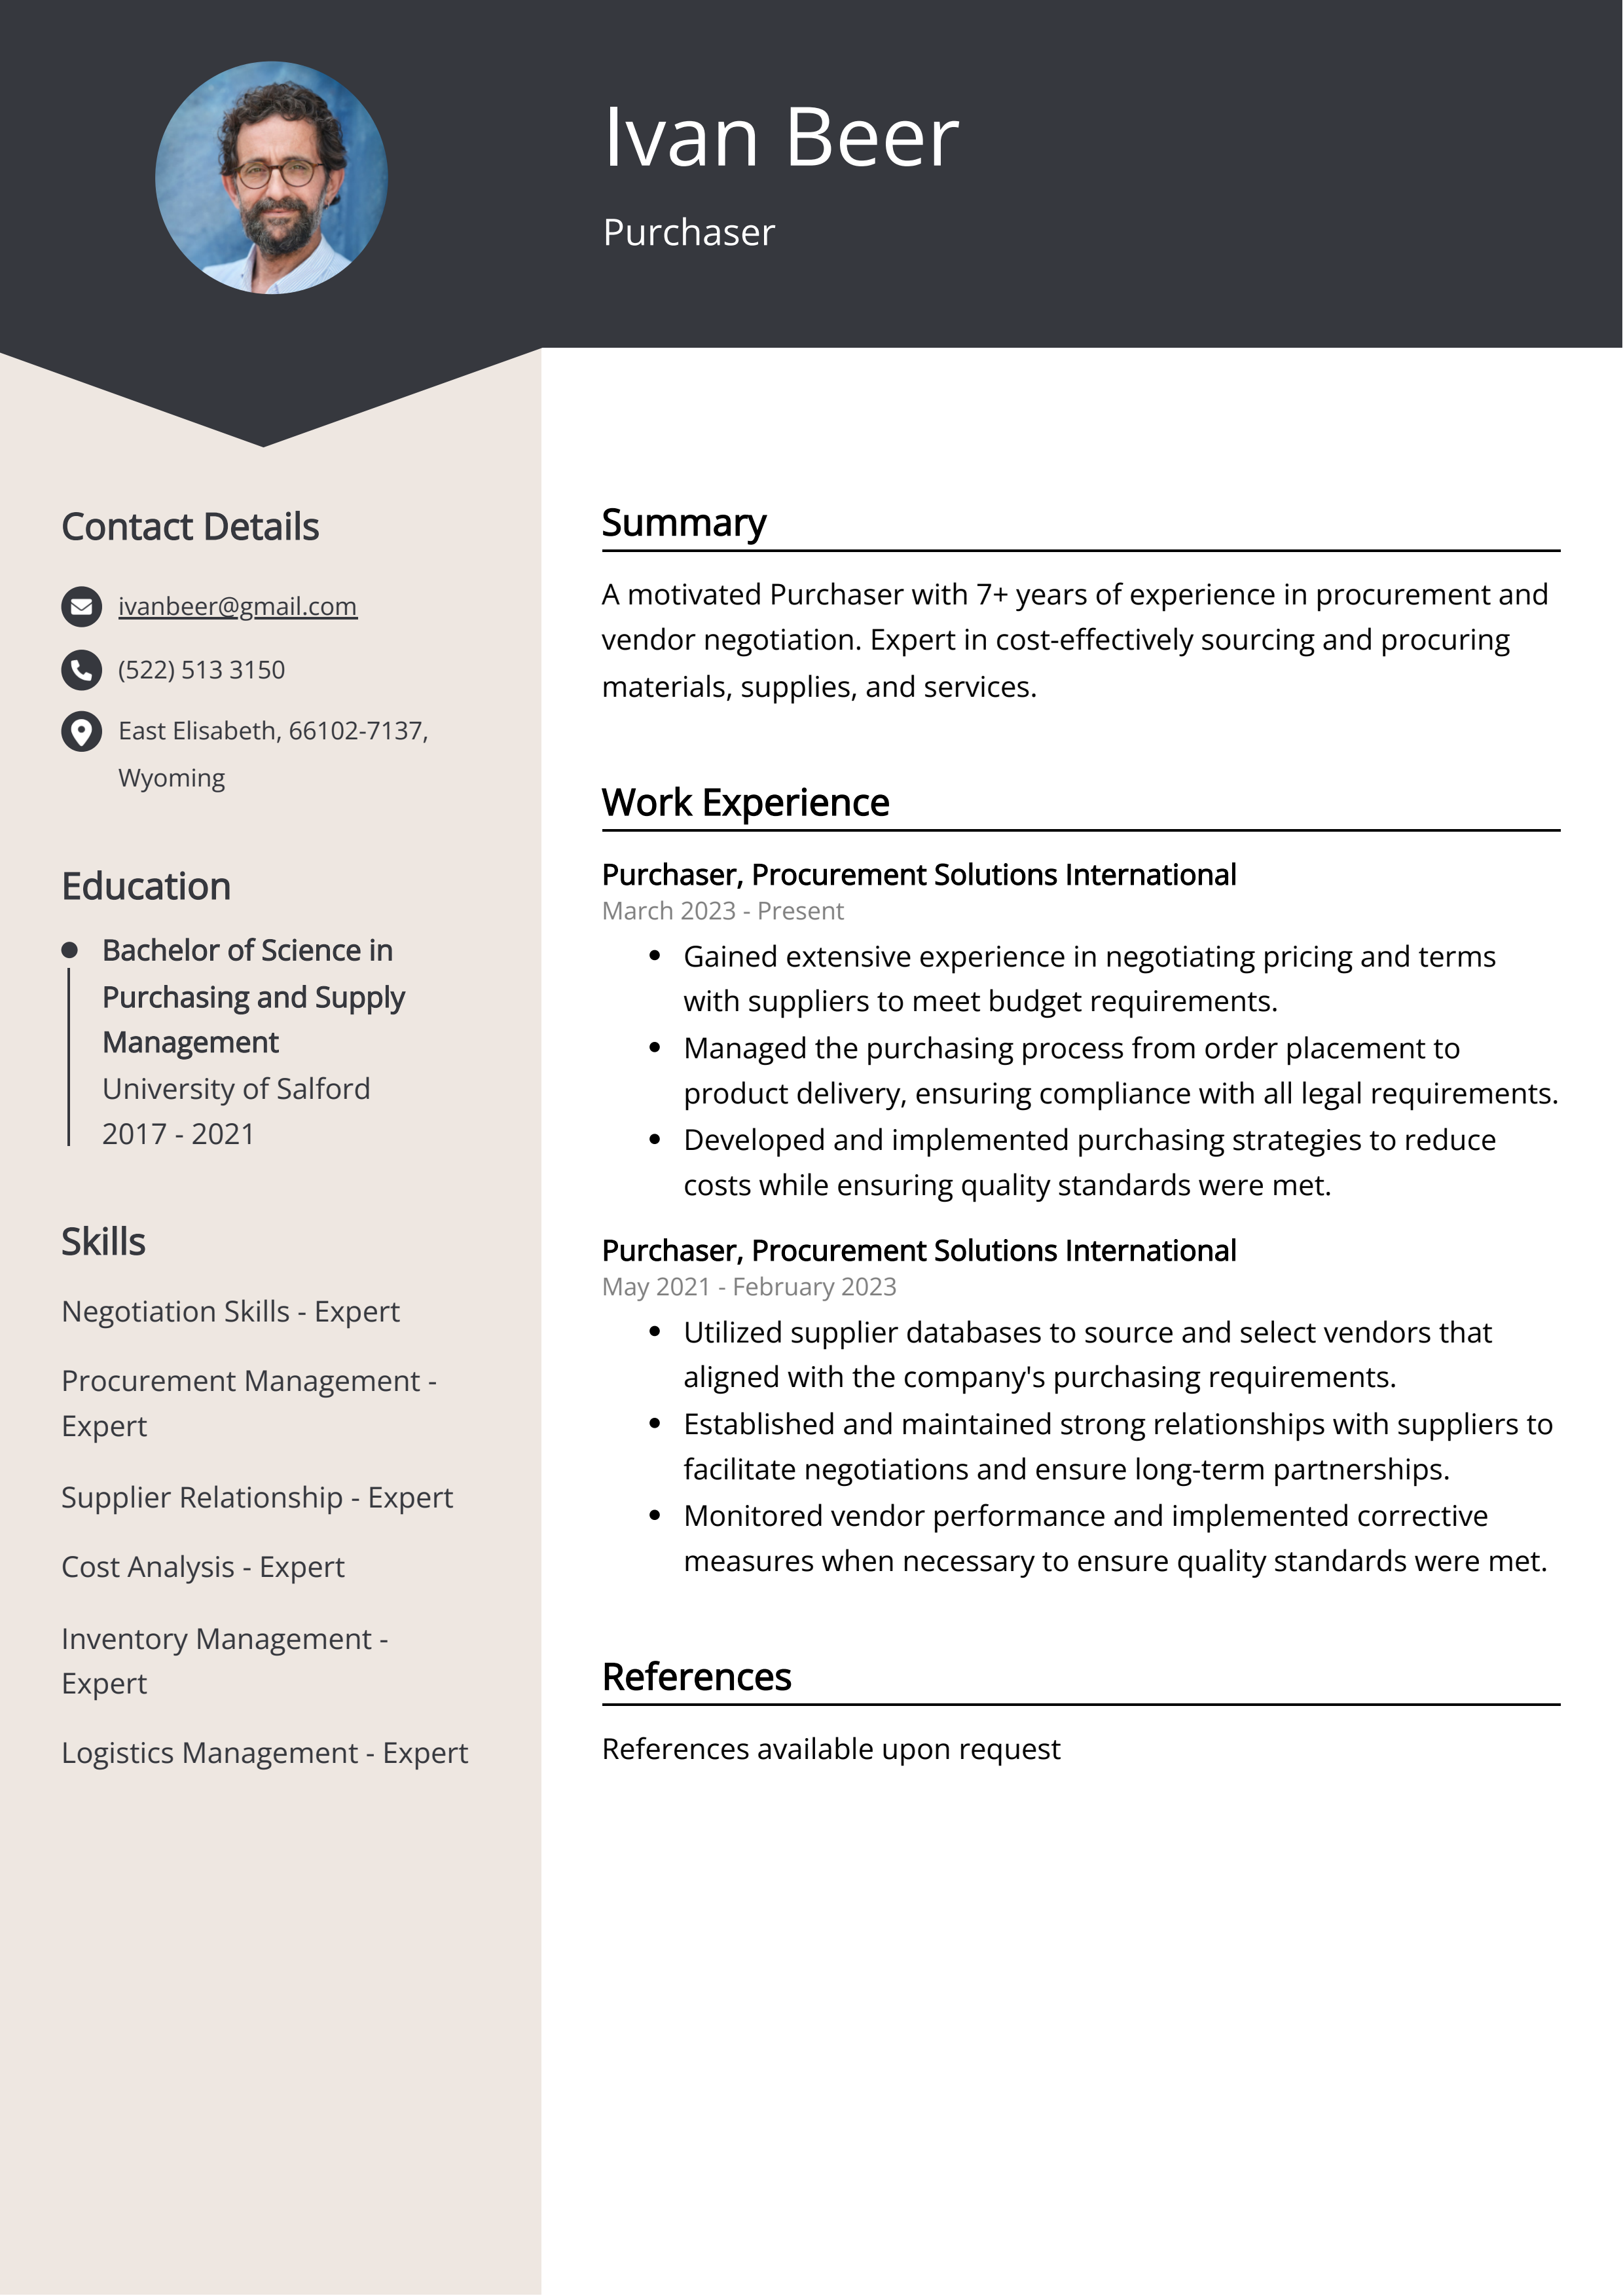 Ivan Beer
Purchaser
Contact Details
ivanbeer@gmail.com
(522) 513 3150
East Elisabeth, 66102-7137,
Wyoming
Education
Bachelor of Science in
Purchasing and Supply
Management
University of Salford
2017 - 2021
Skills
Negotiation Skills - Expert
Procurement Management -
Expert
Supplier Relationship - Expert
Cost Analysis - Expert
Inventory Management -
Expert
Logistics Management - Expert
Summary
A motivated Purchaser with 7+ years of experience in procurement and
vendor negotiation. Expert in cost-effectively sourcing and procuring
materials, supplies, and services.
Work Experience
Purchaser, Procurement Solutions International
March 2023 - Present
• Gained extensive experience in negotiating pricing and terms
with suppliers to meet budget requirements.
• Managed the purchasing process from order placement to
product delivery, ensuring compliance with all legal requirements.
• Developed and implemented purchasing strategies to reduce
costs while ensuring quality standards were met.
Purchaser, Procurement Solutions International
May 2021 - February 2023
• Utilized supplier databases to source and select vendors that
aligned with the company's purchasing requirements.
• Established and maintained strong relationships with suppliers to
facilitate negotiations and ensure long-term partnerships.
• Monitored vendor performance and implemented corrective
measures when necessary to ensure quality standards were met.
References
References available upon request